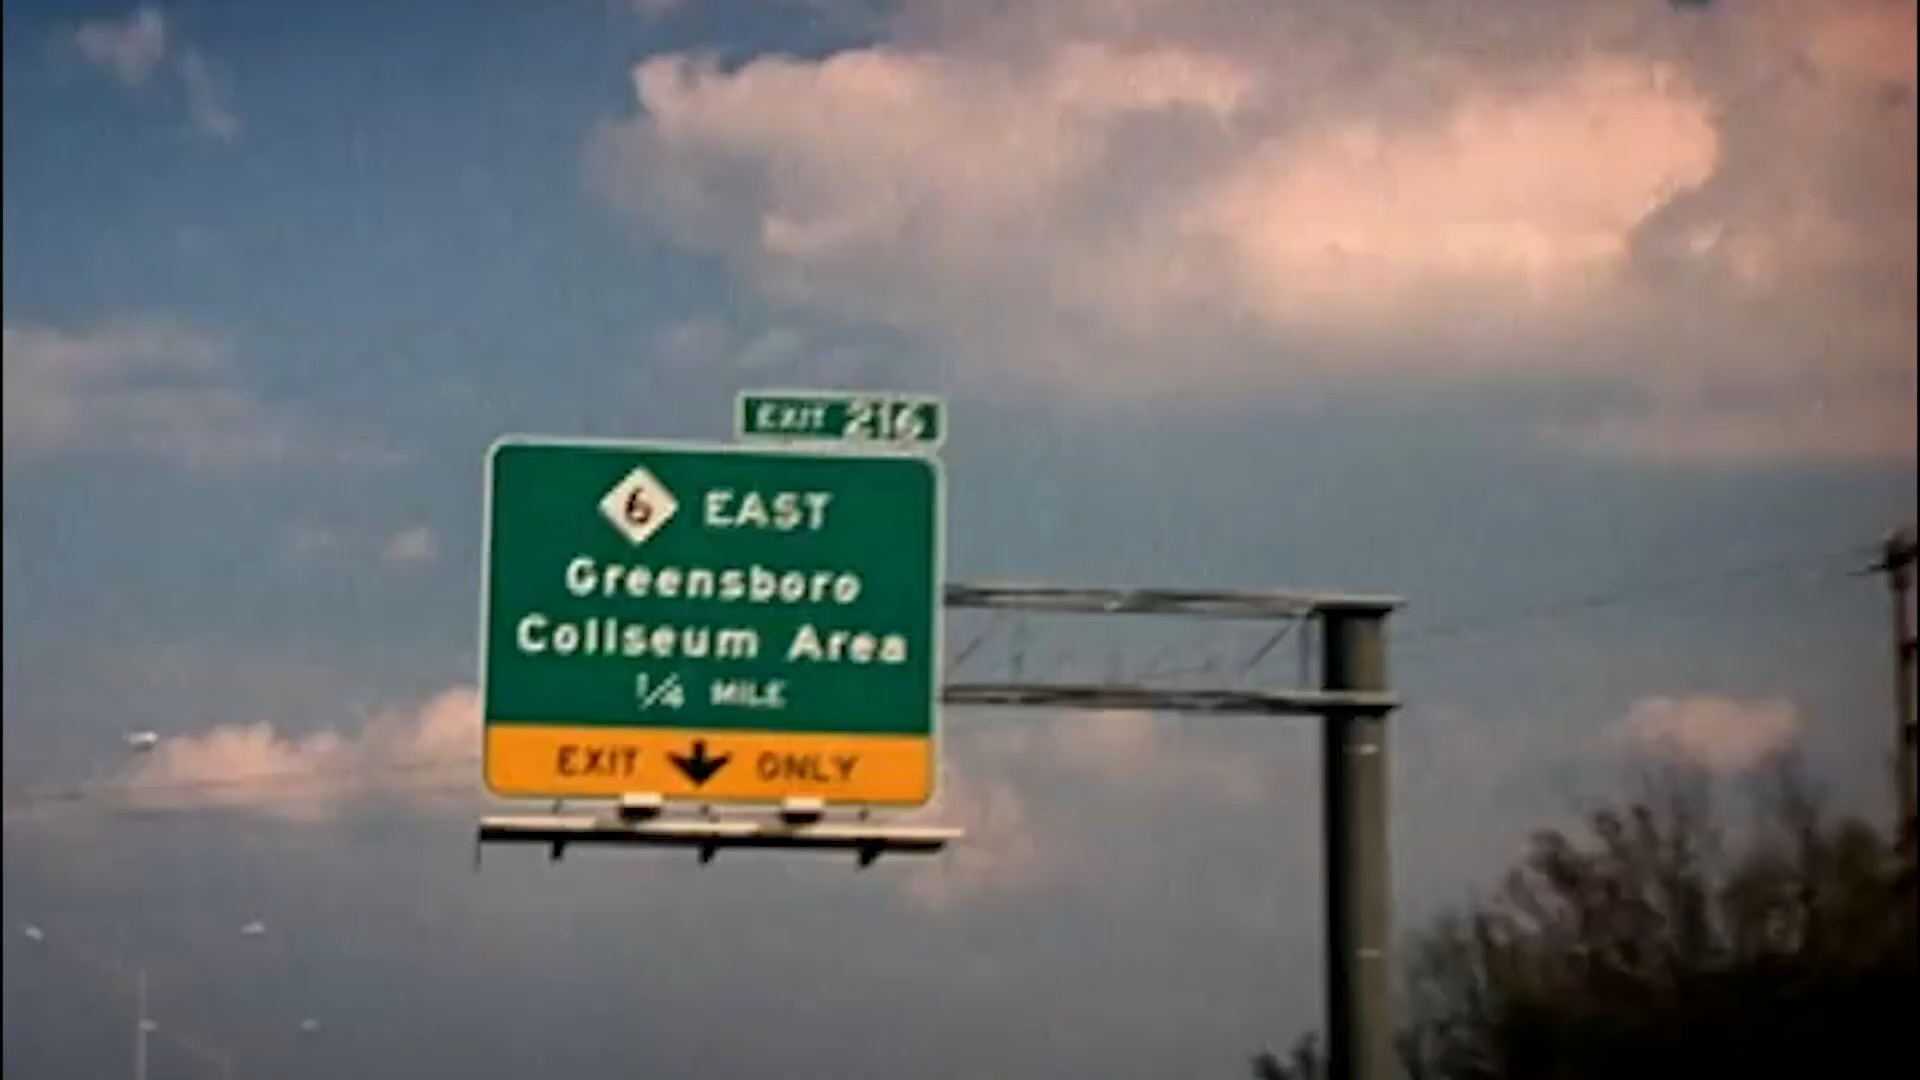 EXIT 216
6 EAST
Greensboro
Coliseum Area
1/4 MILE
EXIT ONLY